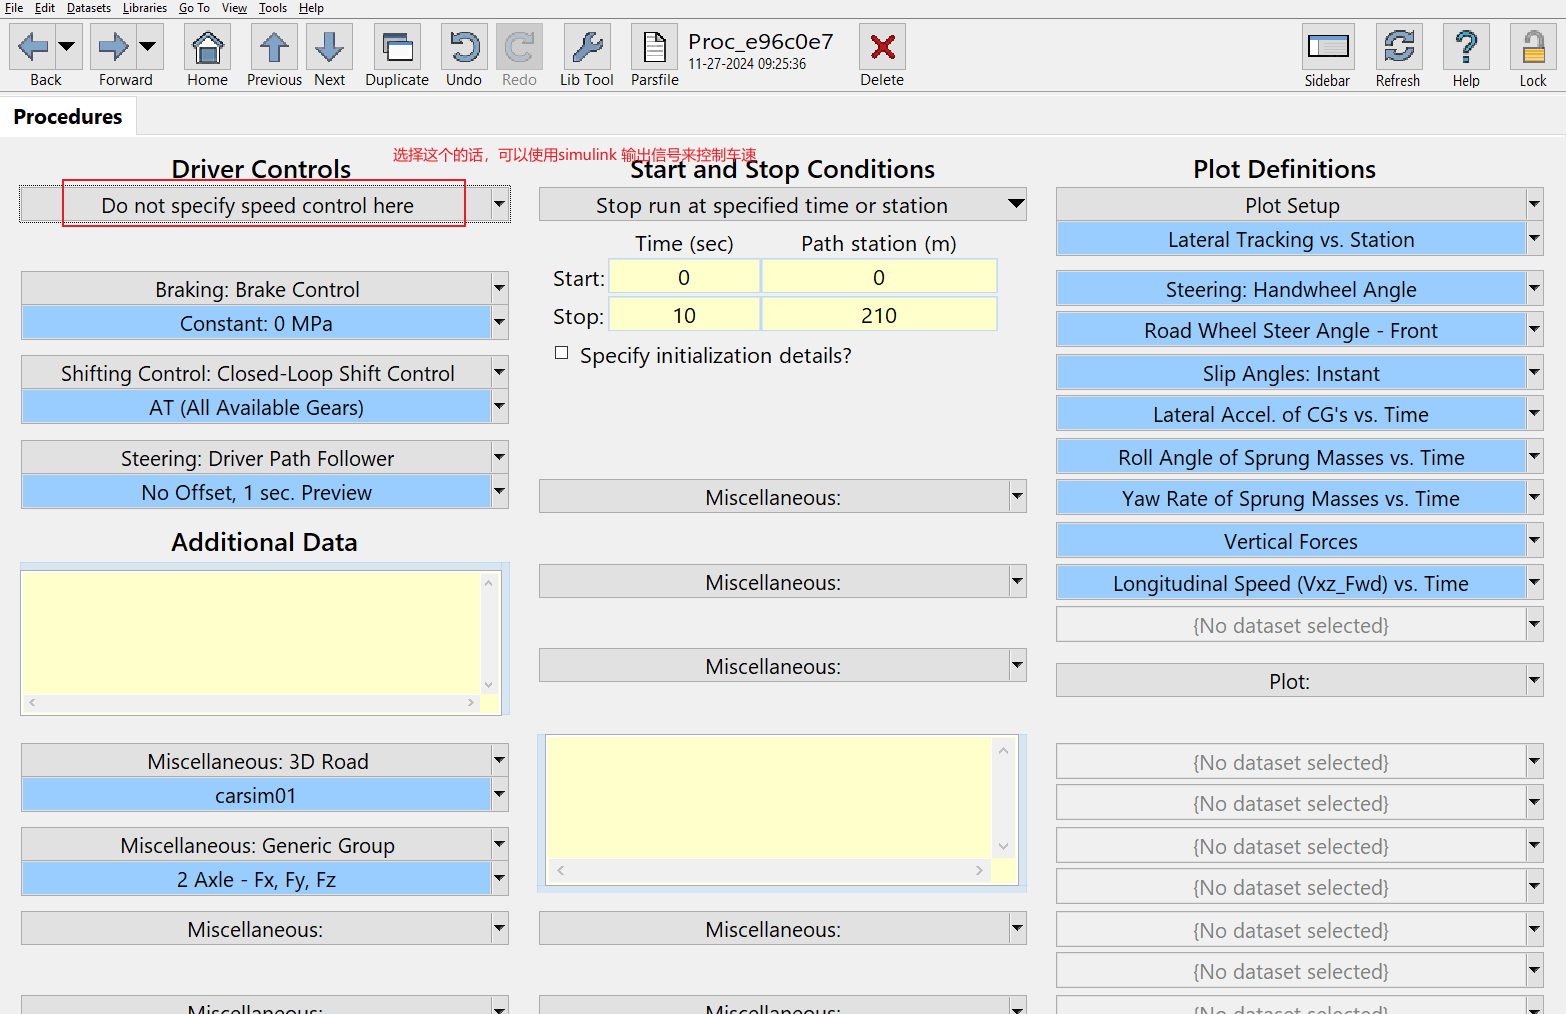 File Edit Datasets Libraries Go To View Tools Help
Back Forward Home Previous Next Duplicate Undo Redo Lib Tool Parsfile Proc_e96c0e7 11-27-2024 09:25:36 Delete Sidebar Refresh Help Lock
Procedures
选择这个的话，可以使用simulink 输出信号来控制车速
Driver Controls
Do not specify speed control here
Braking: Brake Control
Constant: 0 MPa
Shifting Control: Closed-Loop Shift Control
AT (All Available Gears)
Steering: Driver Path Follower
No Offset, 1 sec. Preview
Additional Data
Miscellaneous: 3D Road
carsim01
Miscellaneous: Generic Group
2 Axle - Fx, Fy, Fz
Miscellaneous:
Miscellaneous:
Start and Stop Conditions
Stop run at specified time or station
Time (sec) Path station (m)
Start: 0 0
Stop: 10 210
Specify initialization details?
Miscellaneous:
Miscellaneous:
Miscellaneous:
Miscellaneous:
Miscellaneous:
Plot Definitions
Plot Setup
Lateral Tracking vs. Station
Steering: Handwheel Angle
Road Wheel Steer Angle - Front
Slip Angles: Instant
Lateral Accel. of CG's vs. Time
Roll Angle of Sprung Masses vs. Time
Yaw Rate of Sprung Masses vs. Time
Vertical Forces
Longitudinal Speed (Vxz_Fwd) vs. Time
{No dataset selected}
Plot:
{No dataset selected}
{No dataset selected}
{No dataset selected}
{No dataset selected}
{No dataset selected}
{No dataset selected}
{No dataset selected}